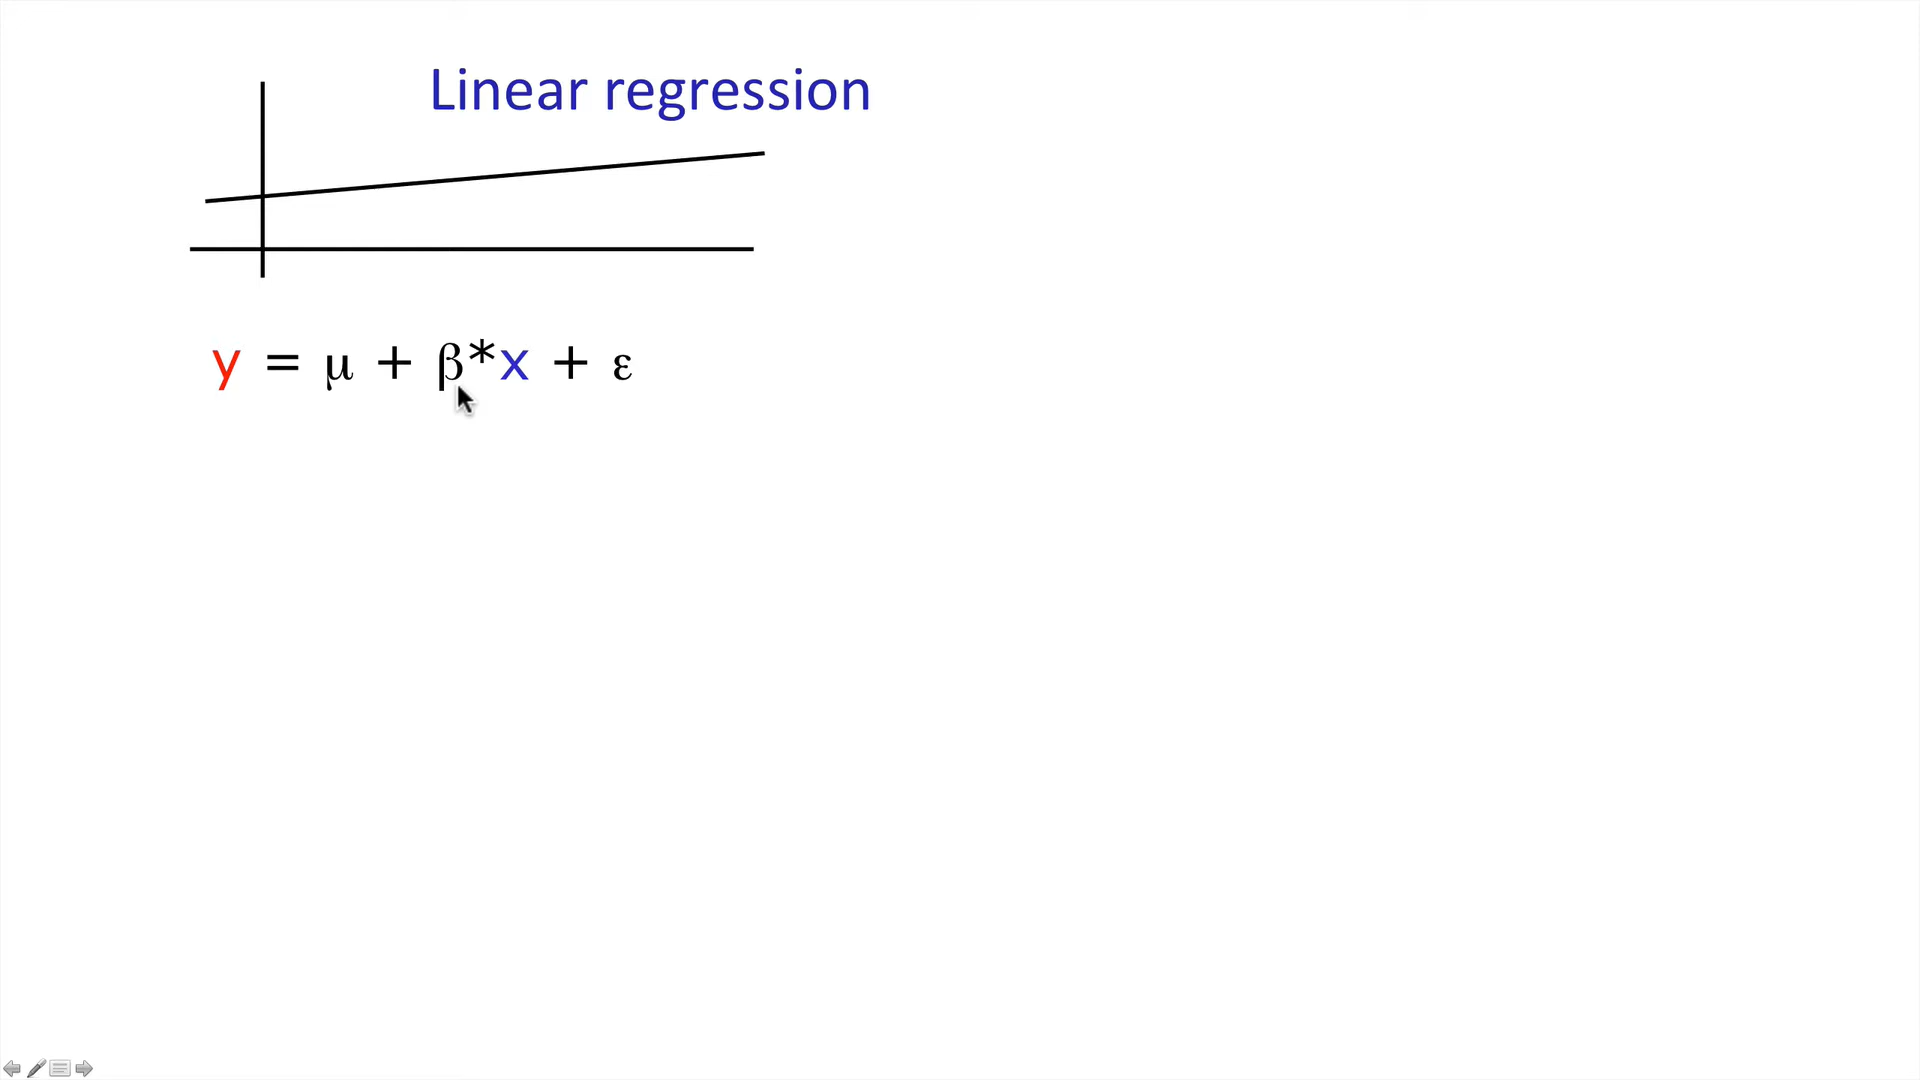 Linear regression
y = μ + β*x + ε